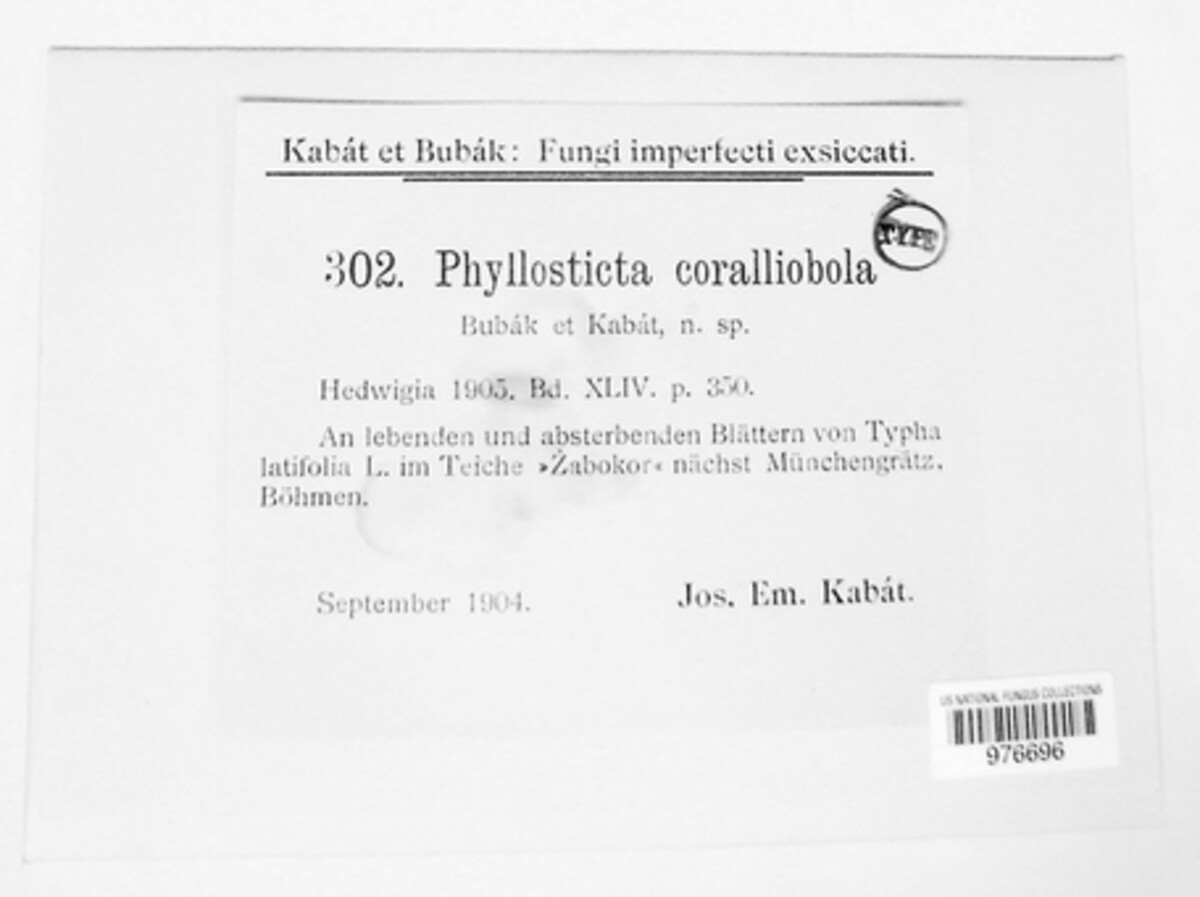 Kabát et Bubák: Fungi imperfecti exsiccati.
TYPE
302. Phyllosticta coralliobola
Bubák et Kabát, n. sp.
Hedwigia 1905. Bd. XLIV. p. 350.
An lebenden und absterbenden Blättern von Typha
latifolia L. im Teiche »Žabokor« nächst Münchengrätz,
Böhmen.
September 1904.
Jos. Em. Kabát.
US NATIONAL FUNGUS COLLECTIONS
976696